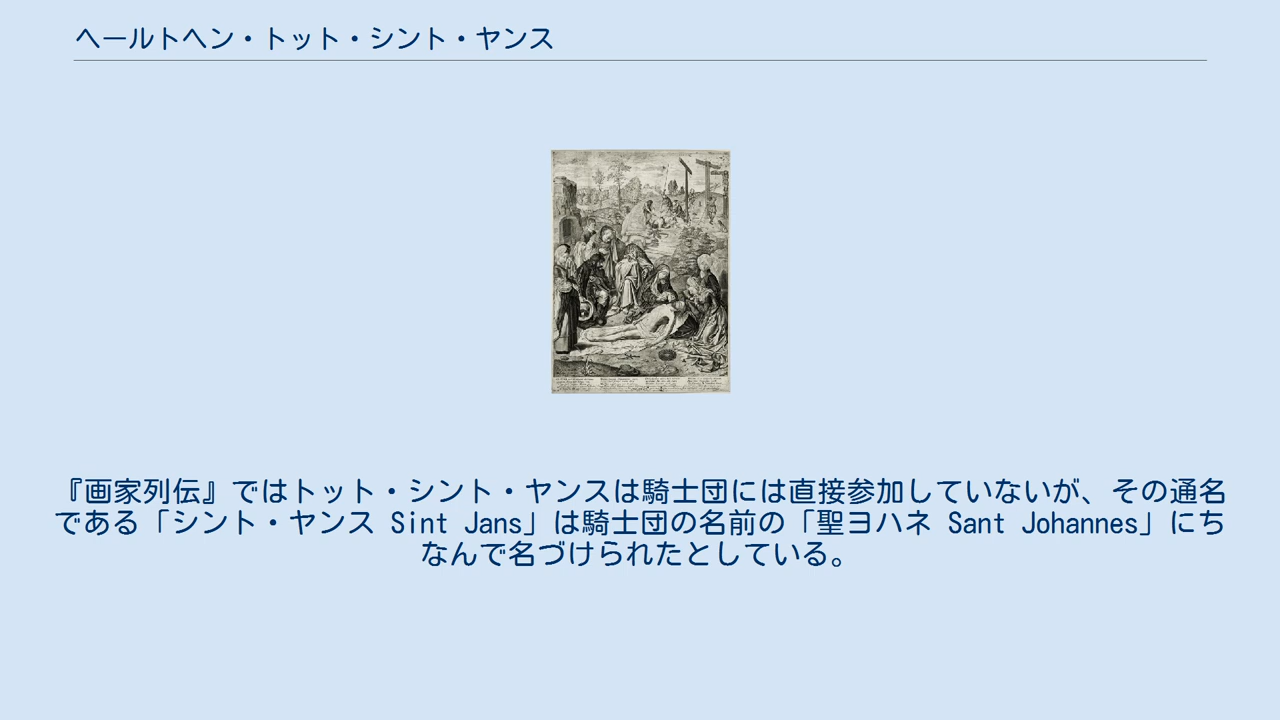 ヘールトヘン・トット・シント・ヤンス
『画家列伝』ではトット・シント・ヤンスは騎士団には直接参加していないが、その通名
である「シント・ヤンス Sint Jans」は騎士団の名前の「聖ヨハネ Sant Johannes」にち
なんで名づけられたとしている。